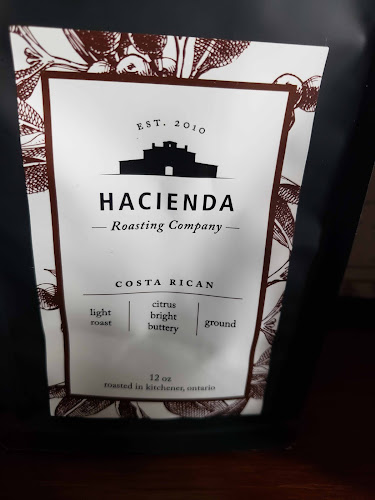 EST. 2010
HACIENDA
— Roasting Company —
COSTA RICAN
light
roast
citrus
bright
buttery
ground
12 oz
roasted in kitchener, ontario